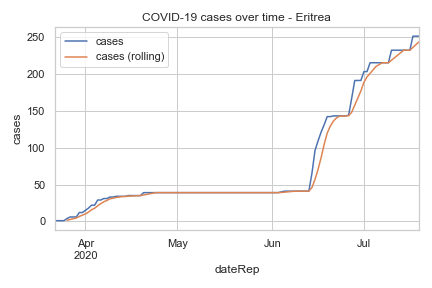 COVID-19 cases over time - Eritrea
cases
cases (rolling)
250
200
150
100
50
0
cases
Apr
2020
May
Jun
Jul
dateRep